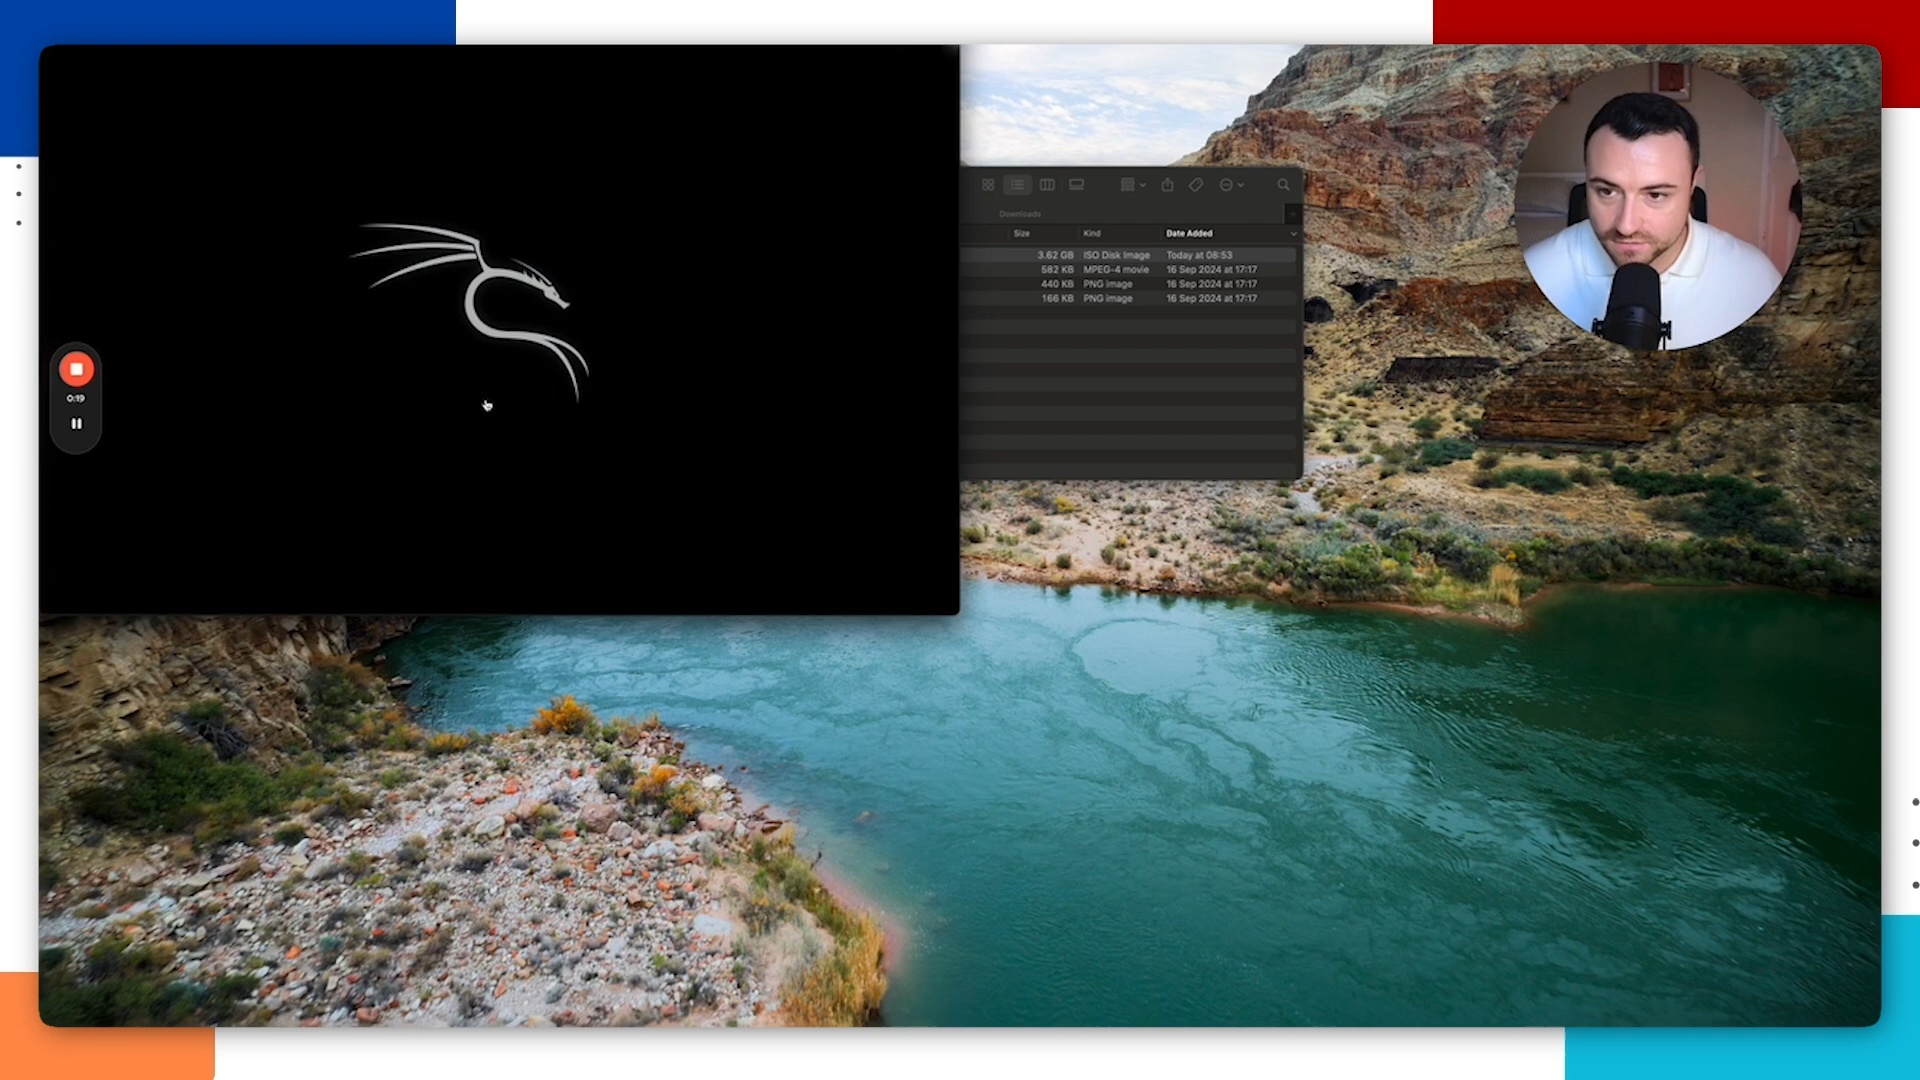 Downloads
Size Kind Date Added
3.62 GB ISO Disk Image Today at 08:53
582 KB MPEG-4 movie 16 Sep 2024 at 17:17
440 KB PNG image 16 Sep 2024 at 17:17
166 KB PNG image 16 Sep 2024 at 17:17
0:19